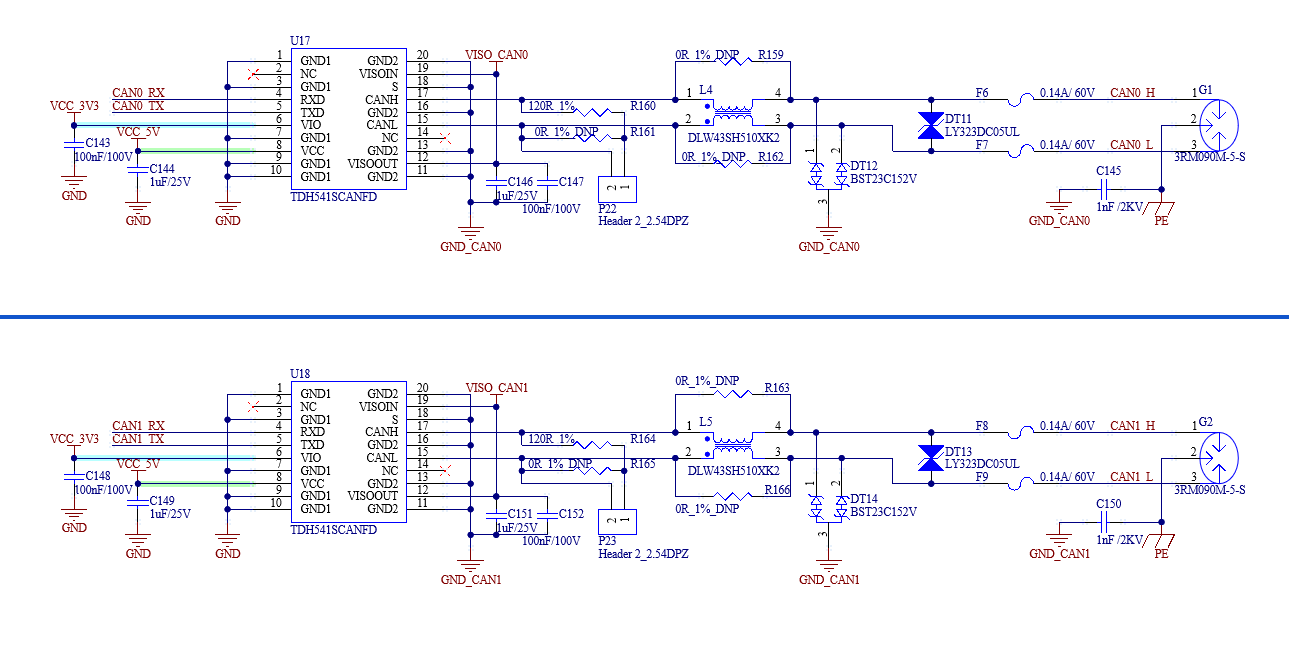 U17
VISO_CAN0
1 GND1 GND2 20
2 NC VISOIN 19
3 GND1 S 18
CAN0_RX 4 RXD CANH 17
VCC_3V3 CAN0_TX 5 TXD GND2 16
6 VIO CANL 15
VCC_5V 7 GND1 NC 14
8 VCC GND2 13
9 GND1 VISOOUT 12
10 GND1 GND2 11
TDH541SCANFD
C143
100nF/100V
GND
C144
1uF/25V
GND
GND
C146
1uF/25V
C147
100nF/100V
GND_CAN0
120R_1% R160
0R_1%_DNP R161
2 1
P22
Header 2_2.54DPZ
0R_1%_DNP R159
1 L4 4
2 3
DLW43SH510XK2
0R_1%_DNP R162
1 2
DT12
BST23C152V
3
GND_CAN0
DT11
LY323DC05UL
F6 0.14A/ 60V CAN0_H
F7 0.14A/ 60V CAN0_L
G1
1
2
3
3RM090M-5-S
C145
1nF /2KV
GND_CAN0
PE
U18
VISO_CAN1
1 GND1 GND2 20
2 NC VISOIN 19
3 GND1 S 18
CAN1_RX 4 RXD CANH 17
VCC_3V3 CAN1_TX 5 TXD GND2 16
6 VIO CANL 15
VCC_5V 7 GND1 NC 14
8 VCC GND2 13
9 GND1 VISOOUT 12
10 GND1 GND2 11
TDH541SCANFD
C148
100nF/100V
GND
C149
1uF/25V
GND
GND
C151
1uF/25V
C152
100nF/100V
GND_CAN1
120R_1% R164
0R_1%_DNP R165
2 1
P23
Header 2_2.54DPZ
0R_1%_DNP R163
1 L5 4
2 3
DLW43SH510XK2
R166
0R_1%_DNP
1 2
DT14
BST23C152V
3
GND_CAN1
DT13
LY323DC05UL
F8 0.14A/ 60V CAN1_H
F9 0.14A/ 60V CAN1_L
G2
1
2
3
3RM090M-5-S
C150
1nF /2KV
GND_CAN1
PE